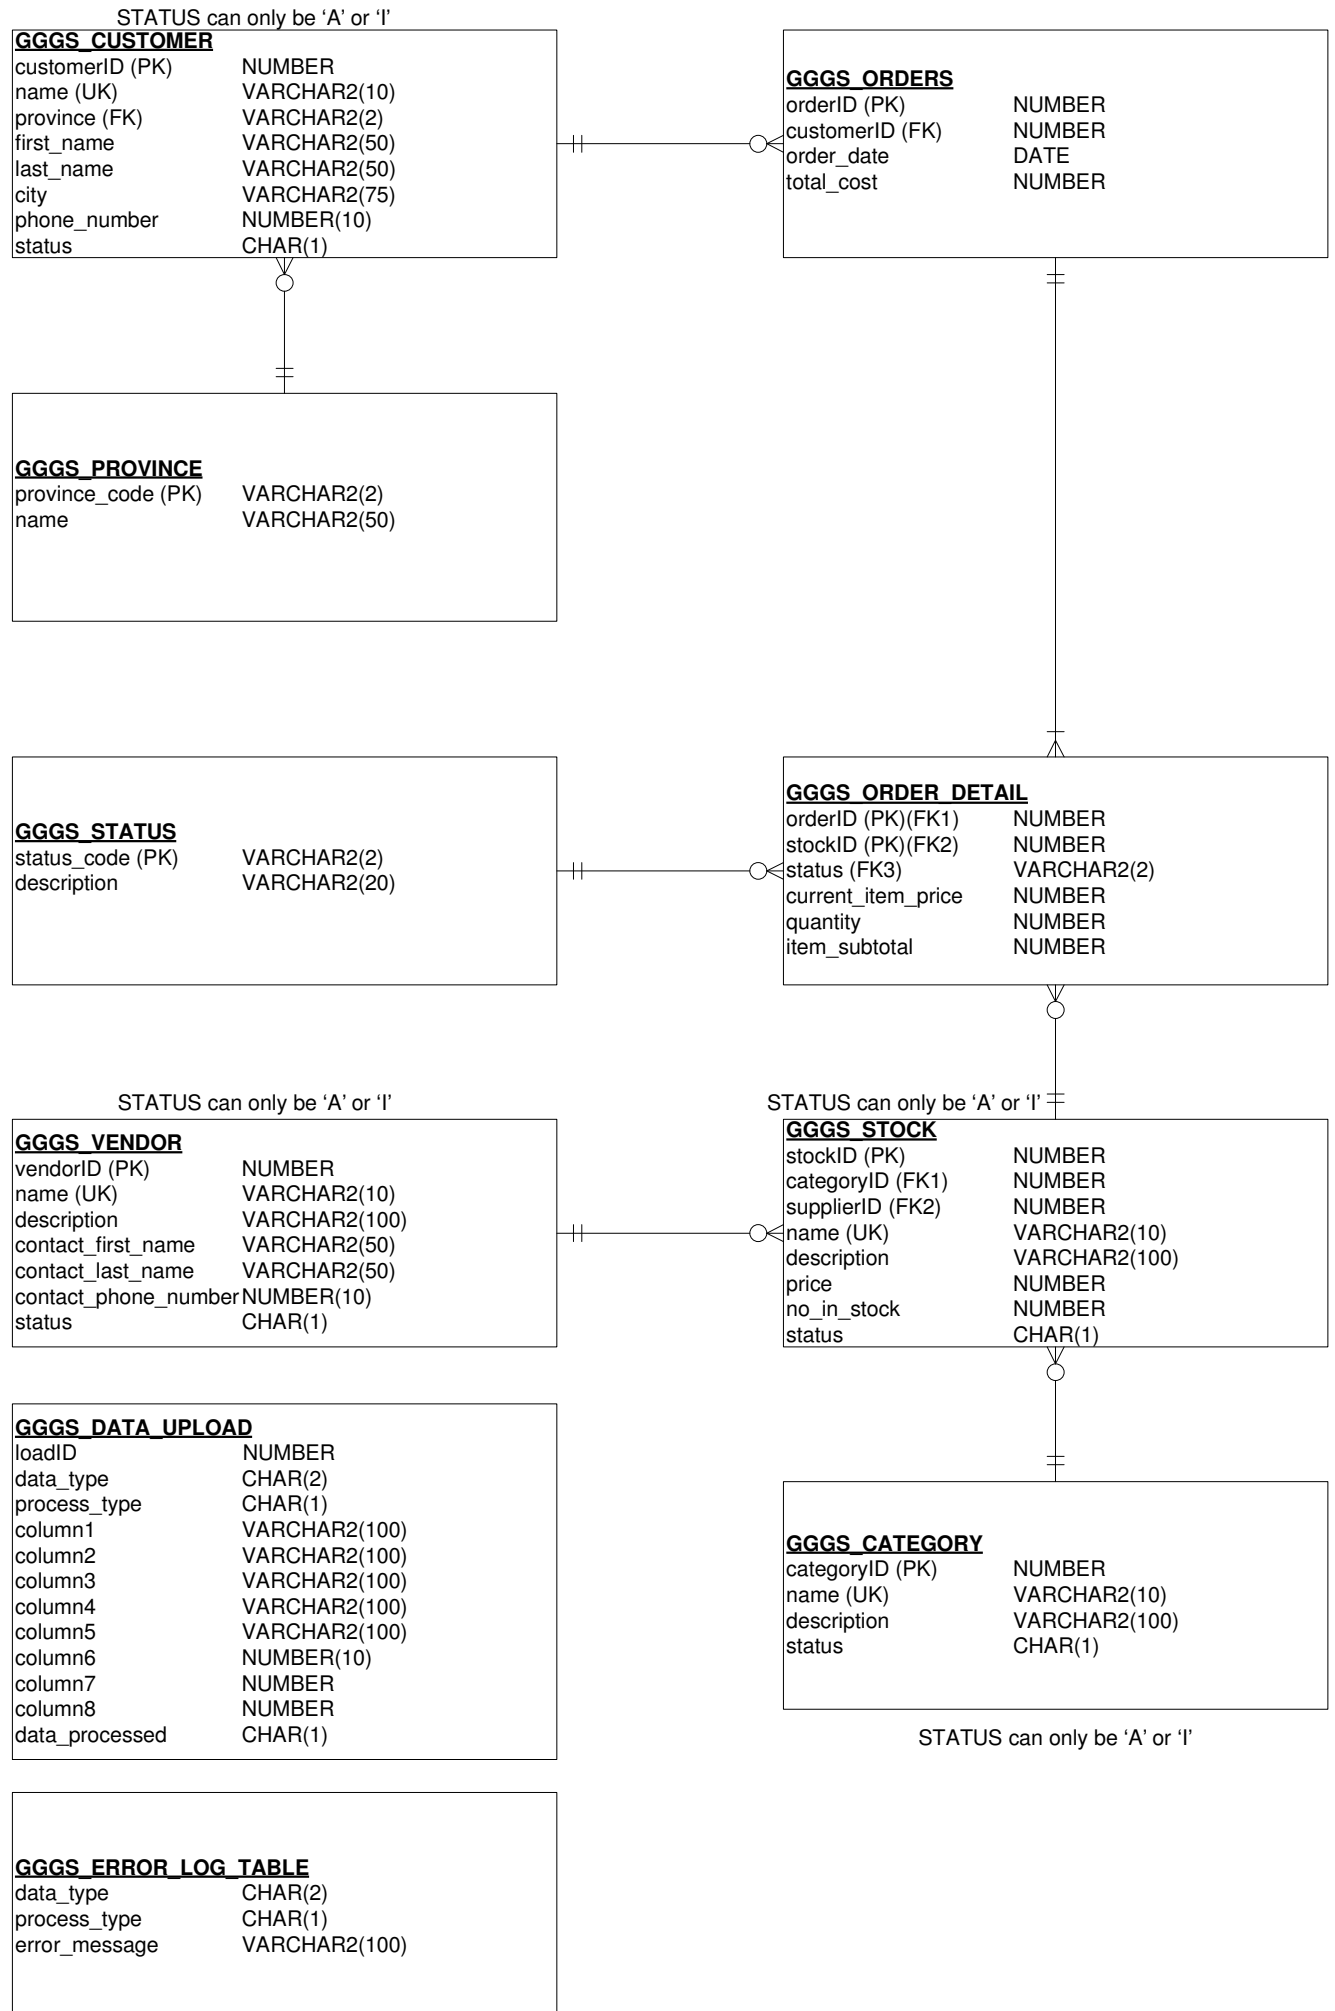 STATUS can only be ‘A’ or ‘I’
GGGS_CUSTOMER
customerID (PK) NUMBER
name (UK) VARCHAR2(10)
province (FK) VARCHAR2(2)
first_name VARCHAR2(50)
last_name VARCHAR2(50)
city VARCHAR2(75)
phone_number NUMBER(10)
status CHAR(1)
GGGS_ORDERS
orderID (PK) NUMBER
customerID (FK) NUMBER
order_date DATE
total_cost NUMBER
GGGS_PROVINCE
province_code (PK) VARCHAR2(2)
name VARCHAR2(50)
GGGS_STATUS
status_code (PK) VARCHAR2(2)
description VARCHAR2(20)
GGGS_ORDER_DETAIL
orderID (PK)(FK1) NUMBER
stockID (PK)(FK2) NUMBER
status (FK3) VARCHAR2(2)
current_item_price NUMBER
quantity NUMBER
item_subtotal NUMBER
STATUS can only be ‘A’ or ‘I’
GGGS_VENDOR
vendorID (PK) NUMBER
name (UK) VARCHAR2(10)
description VARCHAR2(100)
contact_first_name VARCHAR2(50)
contact_last_name VARCHAR2(50)
contact_phone_number NUMBER(10)
status CHAR(1)
STATUS can only be ‘A’ or ‘I’
GGGS_STOCK
stockID (PK) NUMBER
categoryID (FK1) NUMBER
supplierID (FK2) NUMBER
name (UK) VARCHAR2(10)
description VARCHAR2(100)
price NUMBER
no_in_stock NUMBER
status CHAR(1)
GGGS_DATA_UPLOAD
loadID NUMBER
data_type CHAR(2)
process_type CHAR(1)
column1 VARCHAR2(100)
column2 VARCHAR2(100)
column3 VARCHAR2(100)
column4 VARCHAR2(100)
column5 VARCHAR2(100)
column6 NUMBER(10)
column7 NUMBER
column8 NUMBER
data_processed CHAR(1)
GGGS_CATEGORY
categoryID (PK) NUMBER
name (UK) VARCHAR2(10)
description VARCHAR2(100)
status CHAR(1)
STATUS can only be ‘A’ or ‘I’
GGGS_ERROR_LOG_TABLE
data_type CHAR(2)
process_type CHAR(1)
error_message VARCHAR2(100)